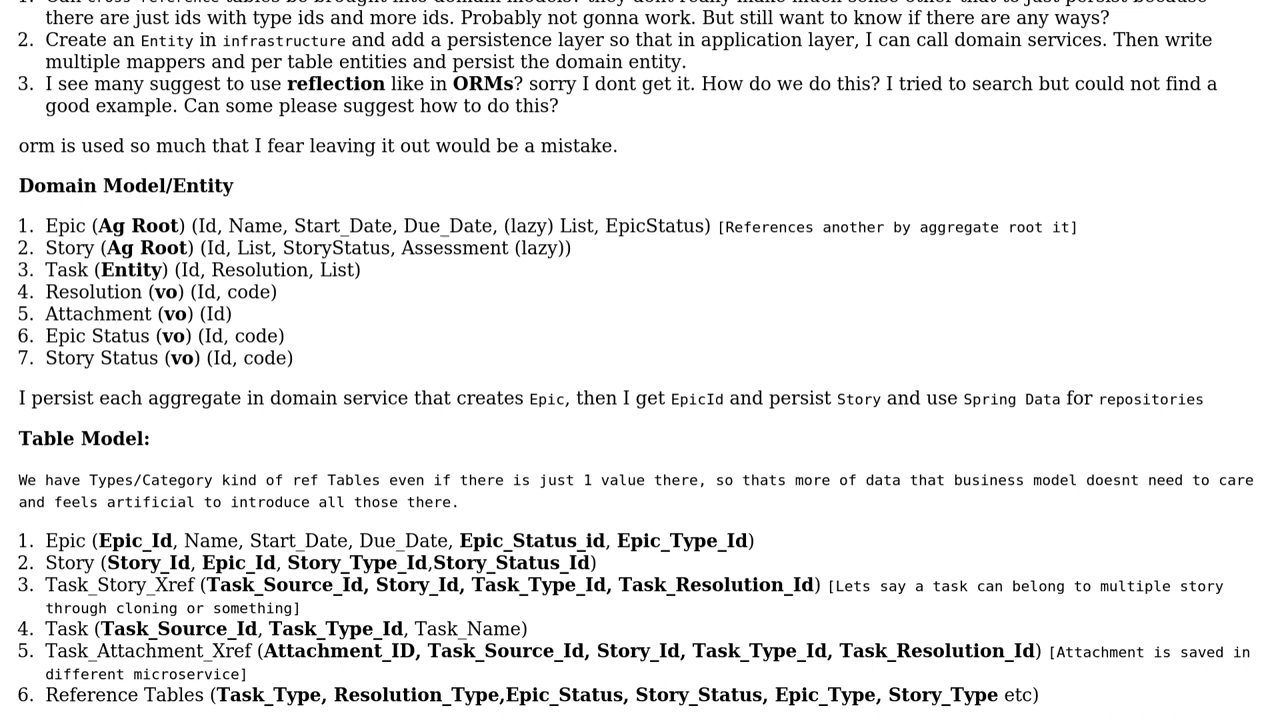 there are just ids with type ids and more ids. Probably not gonna work. But still want to know if there are any ways?
2. Create an Entity in infrastructure and add a persistence layer so that in application layer, I can call domain services. Then write
multiple mappers and per table entities and persist the domain entity.
3. I see many suggest to use reflection like in ORMs? sorry I dont get it. How do we do this? I tried to search but could not find a
good example. Can some please suggest how to do this?
orm is used so much that I fear leaving it out would be a mistake.
Domain Model/Entity
1. Epic (Ag Root) (Id, Name, Start_Date, Due_Date, (lazy) List, EpicStatus) [References another by aggregate root it]
2. Story (Ag Root) (Id, List, StoryStatus, Assessment (lazy))
3. Task (Entity) (Id, Resolution, List)
4. Resolution (vo) (Id, code)
5. Attachment (vo) (Id)
6. Epic Status (vo) (Id, code)
7. Story Status (vo) (Id, code)
I persist each aggregate in domain service that creates Epic, then I get EpicId and persist Story and use Spring Data for repositories
Table Model:
We have Types/Category kind of ref Tables even if there is just 1 value there, so thats more of data that business model doesnt need to care
and feels artificial to introduce all those there.
1. Epic (Epic_Id, Name, Start_Date, Due_Date, Epic_Status_id, Epic_Type_Id)
2. Story (Story_Id, Epic_Id, Story_Type_Id,Story_Status_Id)
3. Task_Story_Xref (Task_Source_Id, Story_Id, Task_Type_Id, Task_Resolution_Id) [Lets say a task can belong to multiple story
through cloning or something]
4. Task (Task_Source_Id, Task_Type_Id, Task_Name)
5. Task_Attachment_Xref (Attachment_ID, Task_Source_Id, Story_Id, Task_Type_Id, Task_Resolution_Id) [Attachment is saved in
different microservice]
6. Reference Tables (Task_Type, Resolution_Type,Epic_Status, Story_Status, Epic_Type, Story_Type etc)